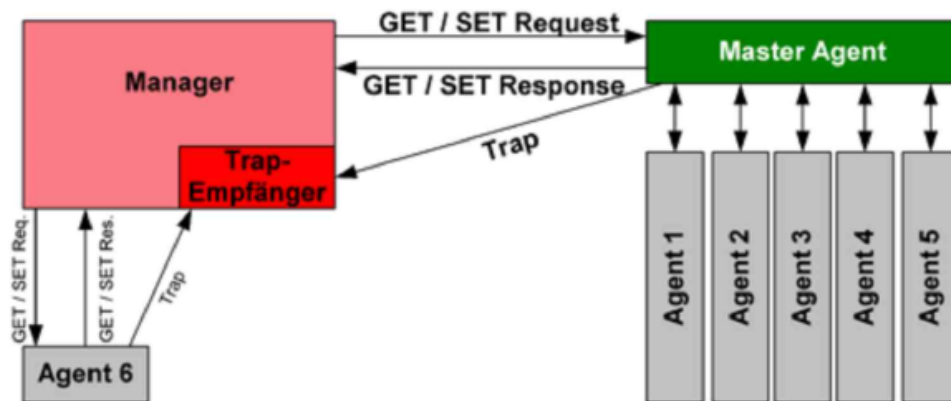 GET / SET Request
Manager
Master Agent
GET / SET Response
Trap
Trap-
Empfänger
GET / SET Req.
GET / SET Res.
Trap
Agent 1
Agent 2
Agent 3
Agent 4
Agent 5
Agent 6